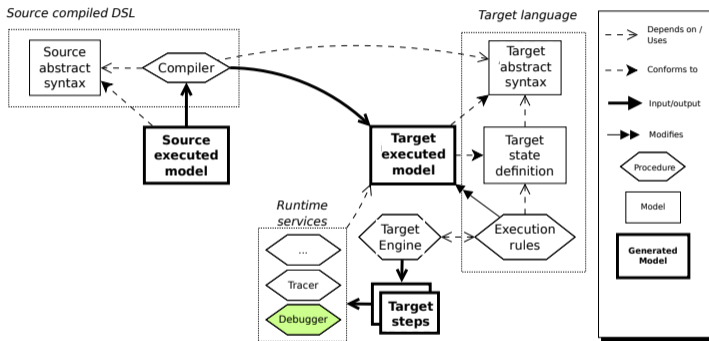 Source compiled DSL
Target language
Source
abstract
syntax
Compiler
Target
abstract
syntax
Source
executed
model
Target
executed
model
Target
state
definition
Runtime
services
...
Tracer
Debugger
Target
Engine
Execution
rules
Target
steps
Depends on /
Uses
Conforms to
Input/output
Modifies
Procedure
Model
Generated
Model